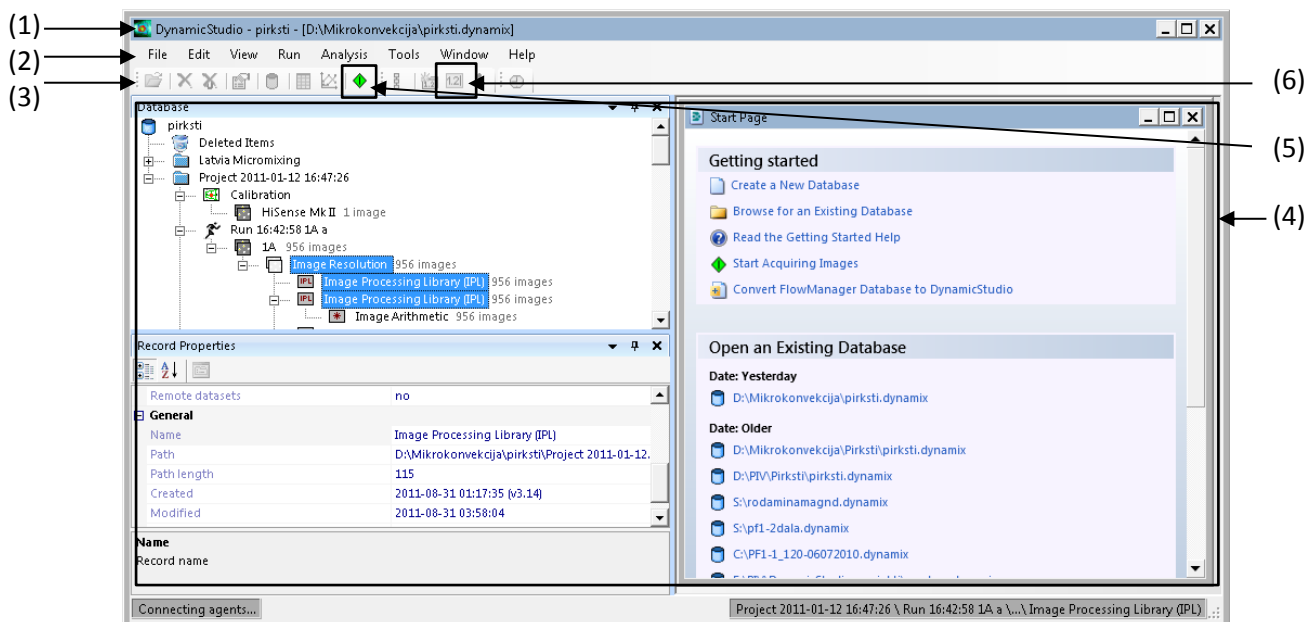 (1)
DynamicStudio - pirksti - [D:\Mikrokonvekcija\pirksti.dynamix]
(2)
File Edit View Run Analysis Tools Window Help
(3)
1.2
(6)
Database
pirksti
Deleted Items
Latvia Micromixing
Project 2011-01-12 16:47:26
Calibration
HiSense Mk II 1 image
Run 16:42:58 1A a
1A 956 images
Image Resolution 956 images
IPL Image Processing Library (IPL) 956 images
IPL Image Processing Library (IPL) 956 images
Image Arithmetic 956 images
Record Properties
Remote datasets no
General
Name Image Processing Library (IPL)
Path D:\Mikrokonvekcija\pirksti\Project 2011-01-12.
Path length 115
Created 2011-08-31 01:17:35 (v3.14)
Modified 2011-08-31 03:58:04
Name
Record name
Start Page
(5)
Getting started
Create a New Database
Browse for an Existing Database
(4)
Read the Getting Started Help
Start Acquiring Images
Convert FlowManager Database to DynamicStudio
Open an Existing Database
Date: Yesterday
D:\Mikrokonvekcija\pirksti.dynamix
Date: Older
D:\Mikrokonvekcija\Pirksti\pirksti.dynamix
D:\PIV\Pirksti\pirksti.dynamix
S:\rodaminamagnd.dynamix
S:\pf1-2dala.dynamix
C:\PF1-1_120-06072010.dynamix
Connecting agents...
Project 2011-01-12 16:47:26 \ Run 16:42:58 1A a \...\ Image Processing Library (IPL)